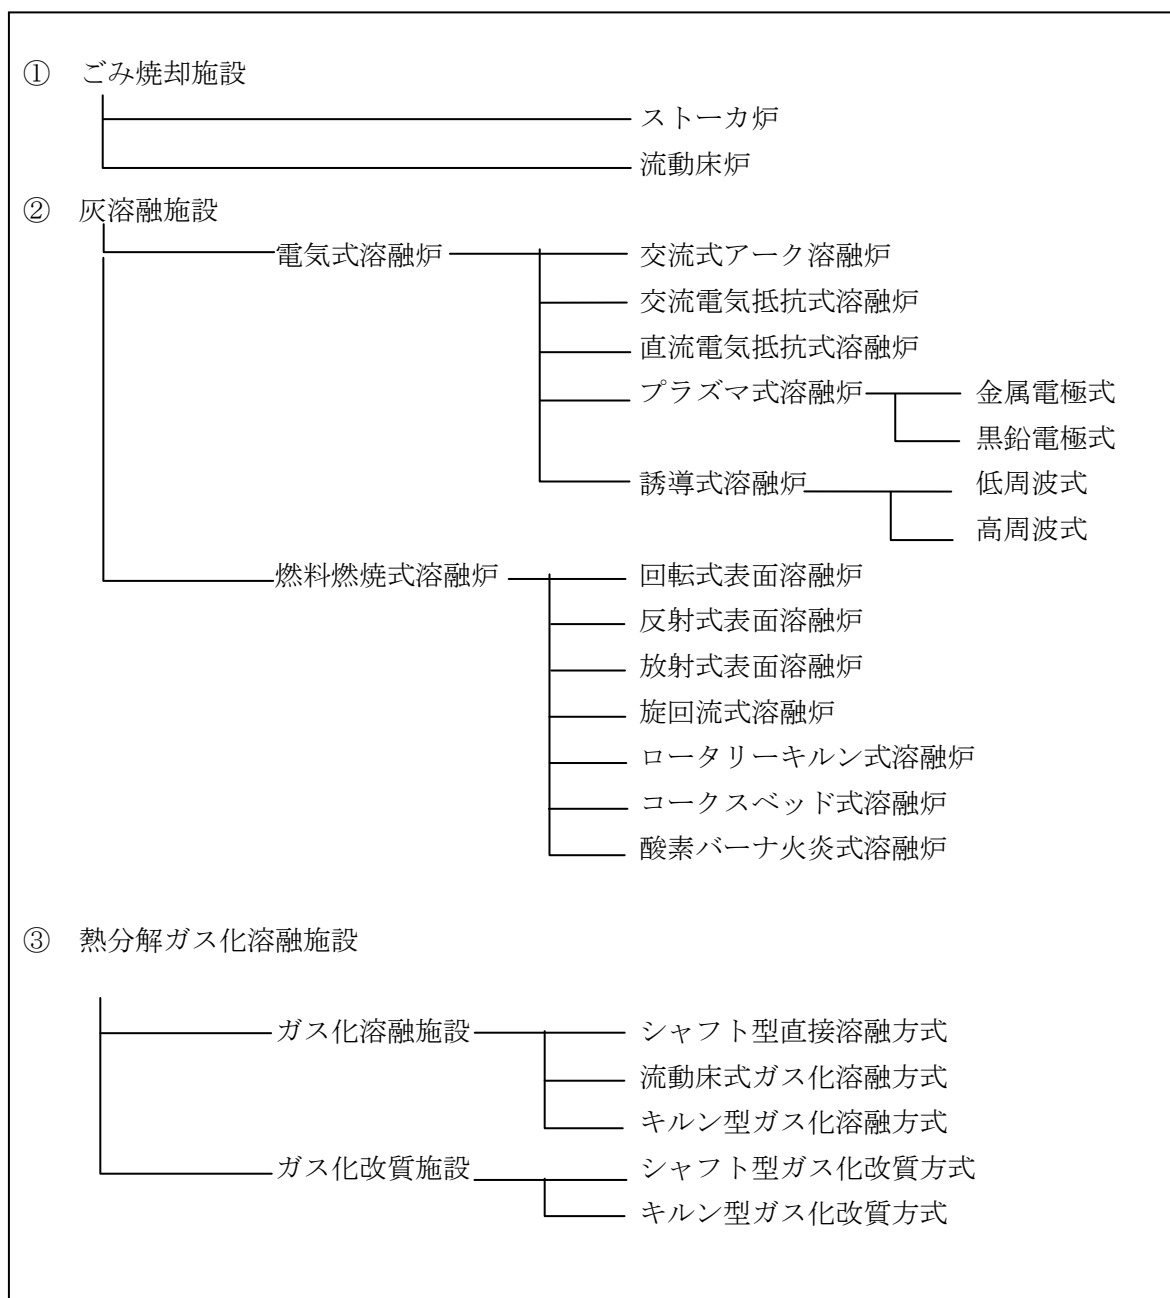 ① ごみ焼却施設
ストーカ炉
流動床炉
② 灰溶融施設
電気式溶融炉 交流式アーク溶融炉
交流電気抵抗式溶融炉
直流電気抵抗式溶融炉
プラズマ式溶融炉 金属電極式
黒鉛電極式
誘導式溶融炉 低周波式
高周波式
燃料燃焼式溶融炉 回転式表面溶融炉
反射式表面溶融炉
放射式表面溶融炉
旋回流式溶融炉
ロータリーキルン式溶融炉
コークスベッド式溶融炉
酸素バーナ火炎式溶融炉
③ 熱分解ガス化溶融施設
ガス化溶融施設 シャフト型直接溶融方式
流動床式ガス化溶融方式
キルン型ガス化溶融方式
ガス化改質施設 シャフト型ガス化改質方式
キルン型ガス化改質方式